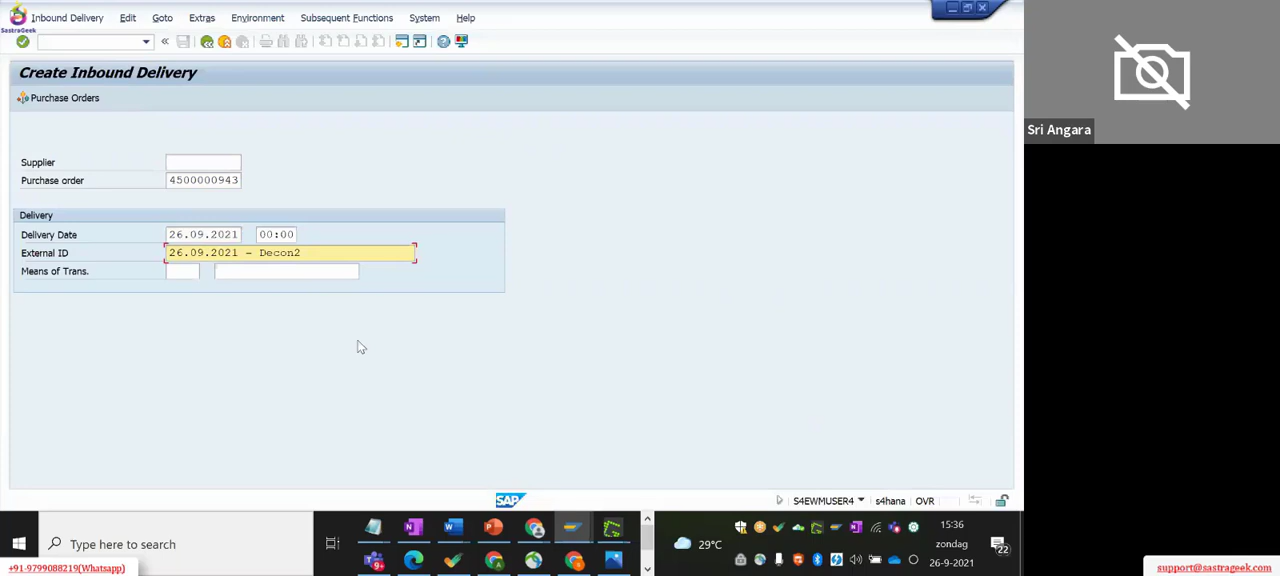 Inbound Delivery Edit Goto Extras Environment Subsequent Functions System Help
SastraGeek
Create Inbound Delivery
Purchase Orders
Sri Angara
Supplier
Purchase order 4500000943
Delivery
Delivery Date 26.09.2021 00:00
External ID 26.09.2021 - Decon2
Means of Trans.
SAP S4EWMUSER4 s4hana OVR
15:36
Type here to search 29°C zondag 22
26-9-2021
+91-9799088219(Whatsapp) support@sastrageek.com